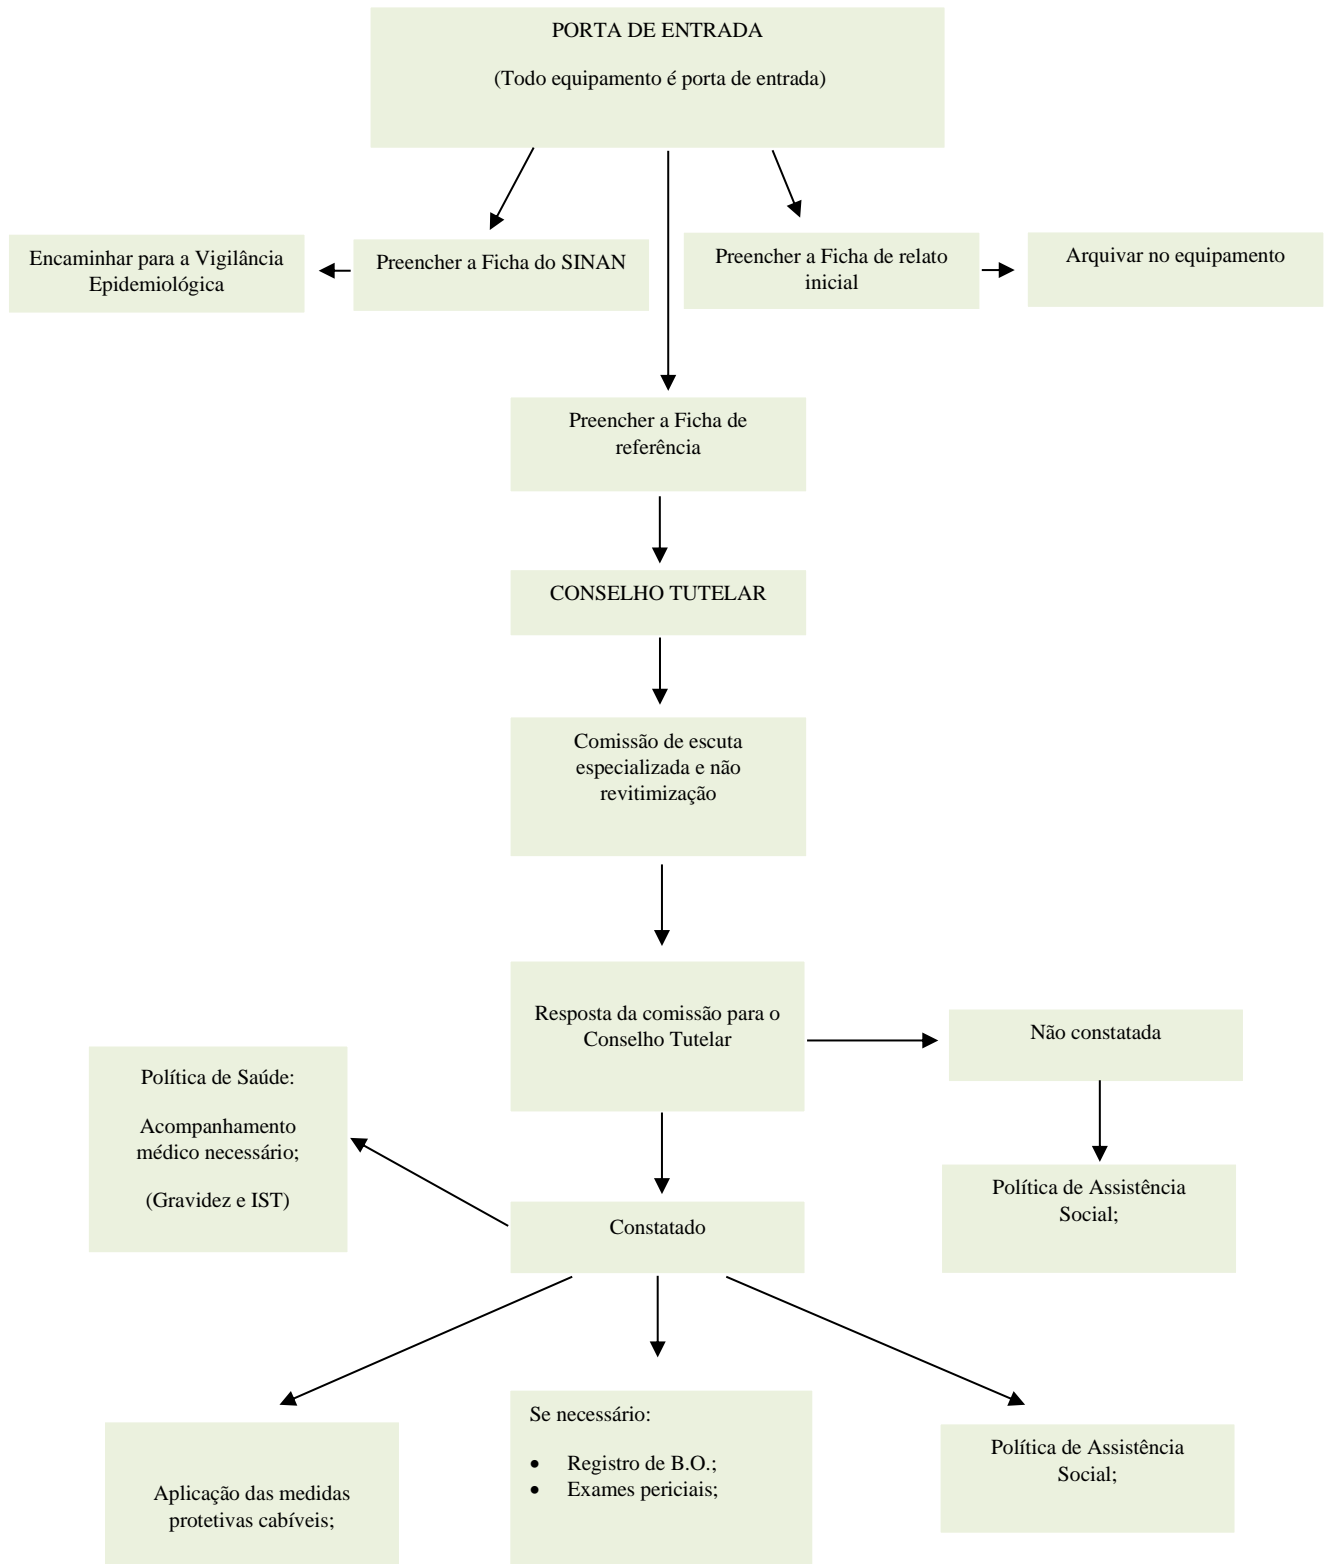 PORTA DE ENTRADA
(Todo equipamento é porta de entrada)
Encaminhar para a Vigilância
Epidemiológica
Preencher a Ficha do SINAN
Preencher a Ficha de relato
inicial
Arquivar no equipamento
Preencher a Ficha de
referência
CONSELHO TUTELAR
Comissão de escuta
especializada e não
revitimização
Resposta da comissão para o
Conselho Tutelar
Não constatada
Política de Saúde:
Acompanhamento
médico necessário;
(Gravidez e IST)
Política de Assistência
Social;
Constatado
Aplicação das medidas
protetivas cabíveis;
Se necessário:
• Registro de B.O.;
• Exames periciais;
Política de Assistência
Social;